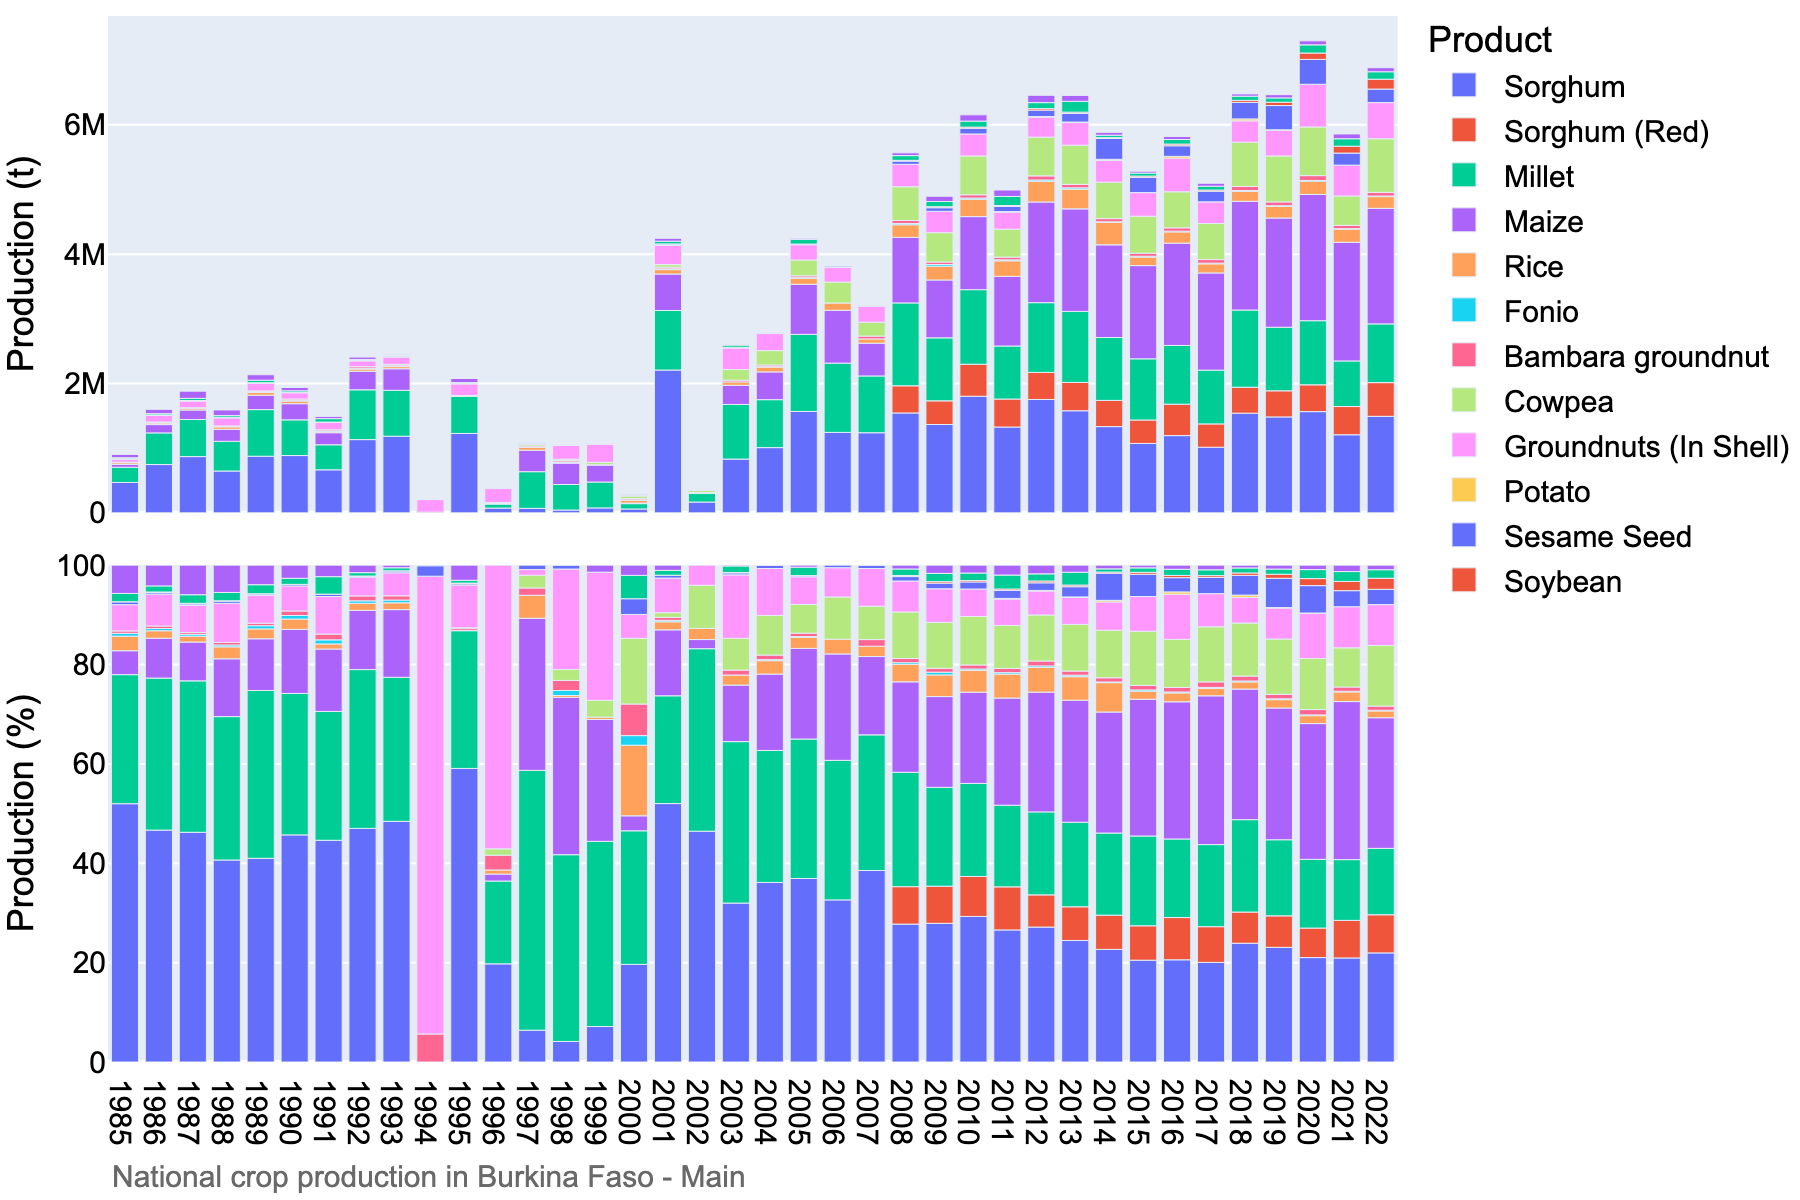 Production (t)
6M
4M
2M
0
Product
Sorghum
Sorghum (Red)
Millet
Maize
Rice
Fonio
Bambara groundnut
Cowpea
Groundnuts (In Shell)
Potato
Sesame Seed
Soybean
Production (%)
100
80
60
40
20
0
1985
1986
1987
1988
1989
1990
1991
1992
1993
1994
1995
1996
1997
1998
1999
2000
2001
2002
2003
2004
2005
2006
2007
2008
2009
2010
2011
2012
2013
2014
2015
2016
2017
2018
2019
2020
2021
2022
National crop production in Burkina Faso - Main